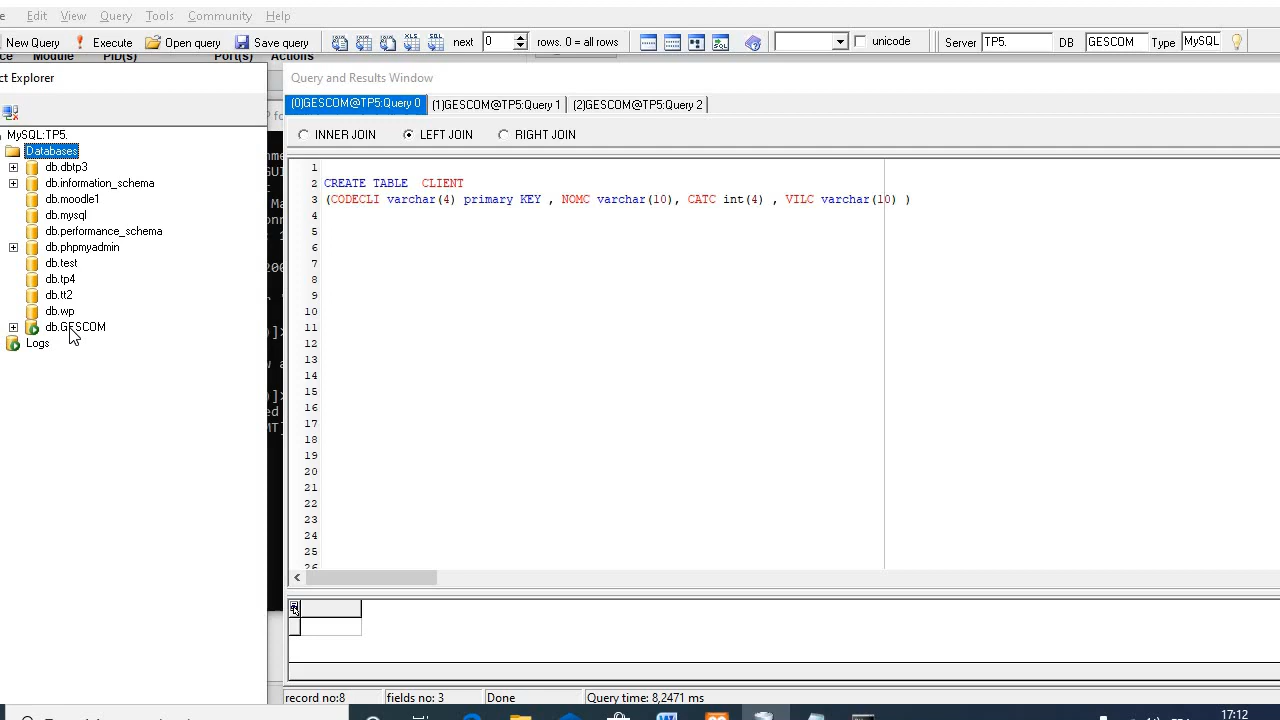 Edit View Query Tools Community Help
Query Execute Open query Save query next 0 rows. 0 = all rows unicode Server TP5. DB GESCOM Type MySQL
Module PID(s) Port(s) Actions
ct Explorer
Query and Results Window
(0)GESCOM@TP5:Query 0 (1)GESCOM@TP5:Query 1 (2)GESCOM@TP5:Query 2
INNER JOIN LEFT JOIN RIGHT JOIN
MySQL:TP5.
Databases
db.dbtp3
db.information_schema
db.moodle1
db.mysql
db.performance_schema
db.phpmyadmin
db.test
db.tp4
db.tt2
db.wp
db.GESCOM
Logs
1
2 CREATE TABLE CLIENT
3 (CODECLI varchar(4) primary KEY , NOMC varchar(10), CATC int(4) , VILC varchar(10) )
4
5
6
7
8
9
10
11
12
13
14
15
16
17
18
19
20
21
22
23
24
25
26
record no:8 fields no: 3 Done Query time: 8,2471 ms
17:12